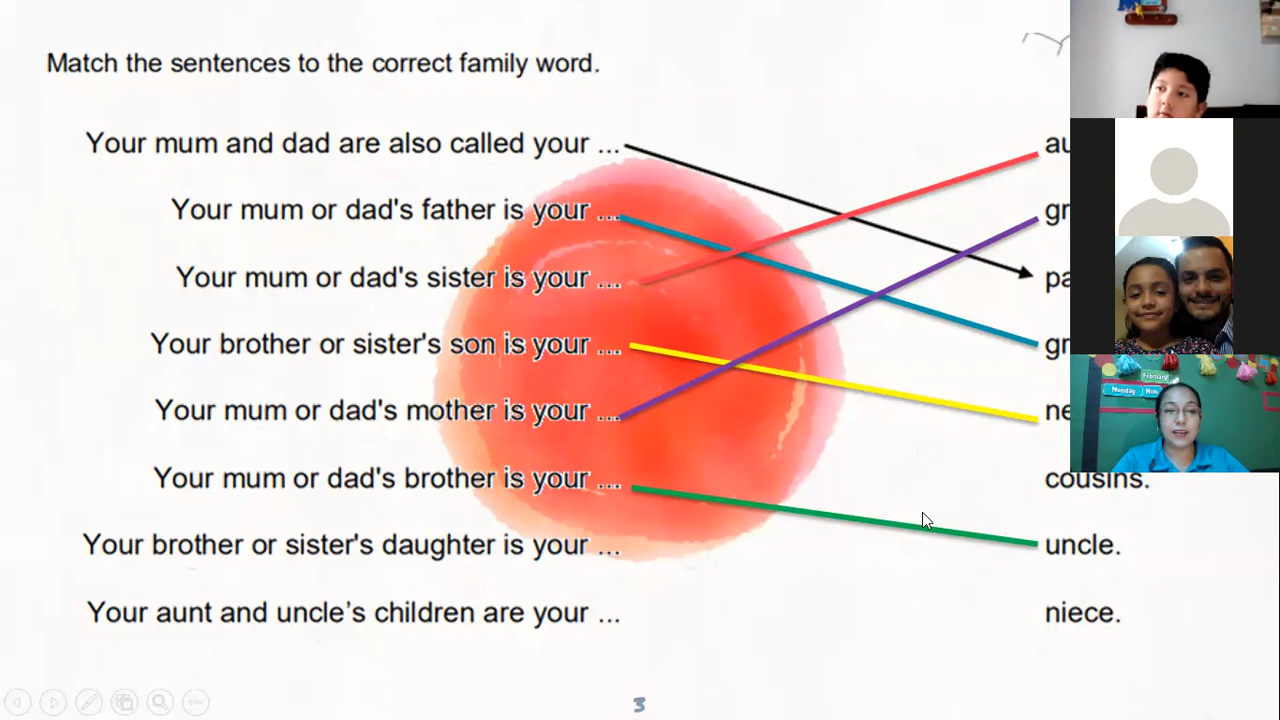 Match the sentences to the correct family word.
Your mum and dad are also called your ...
Your mum or dad's father is your ...
Your mum or dad's sister is your ...
Your brother or sister's son is your ...
Your mum or dad's mother is your ...
Your mum or dad's brother is your ...
cousins.
Your brother or sister's daughter is your ...
uncle.
Your aunt and uncle’s children are your ...
niece.
February
Monday
3